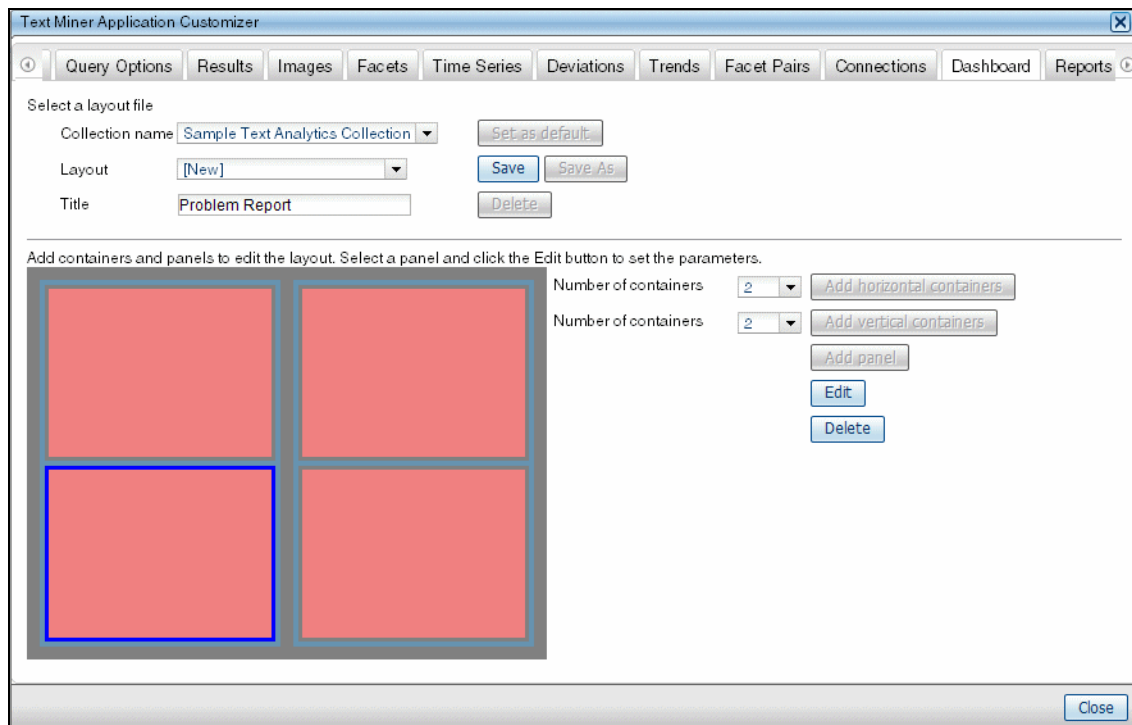 Text Miner Application Customizer
Query Options Results Images Facets Time Series Deviations Trends Facet Pairs Connections Dashboard Reports
Select a layout file
Collection name Sample Text Analytics Collection Set as default
Layout [New] Save Save As
Title Problem Report Delete
Add containers and panels to edit the layout. Select a panel and click the Edit button to set the parameters.
Number of containers 2 Add horizontal containers
Number of containers 2 Add vertical containers
Add panel
Edit
Delete
Close